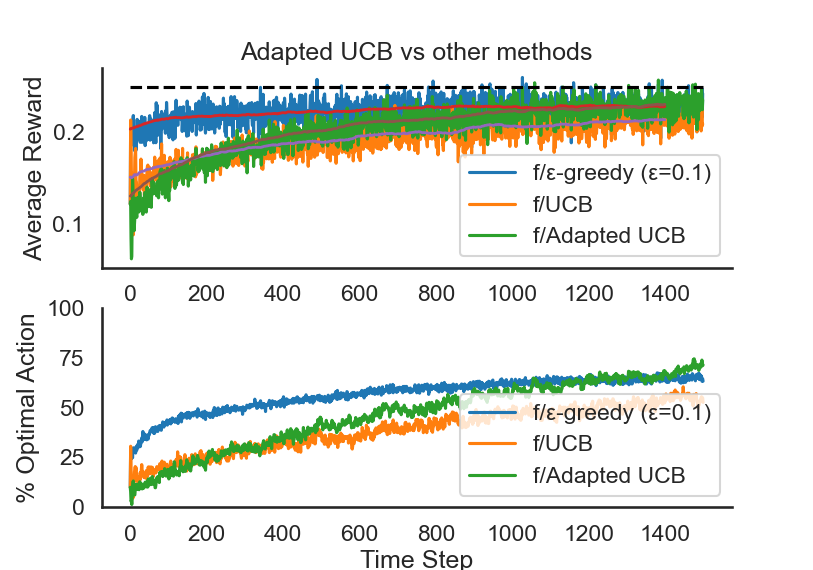 Adapted UCB vs other methods
Average Reward
0.2
0.1
f/ε-greedy (ε=0.1)
f/UCB
f/Adapted UCB
0 200 400 600 800 1000 1200 1400
% Optimal Action
100
75
50
25
0
f/ε-greedy (ε=0.1)
f/UCB
f/Adapted UCB
0 200 400 600 800 1000 1200 1400
Time Step